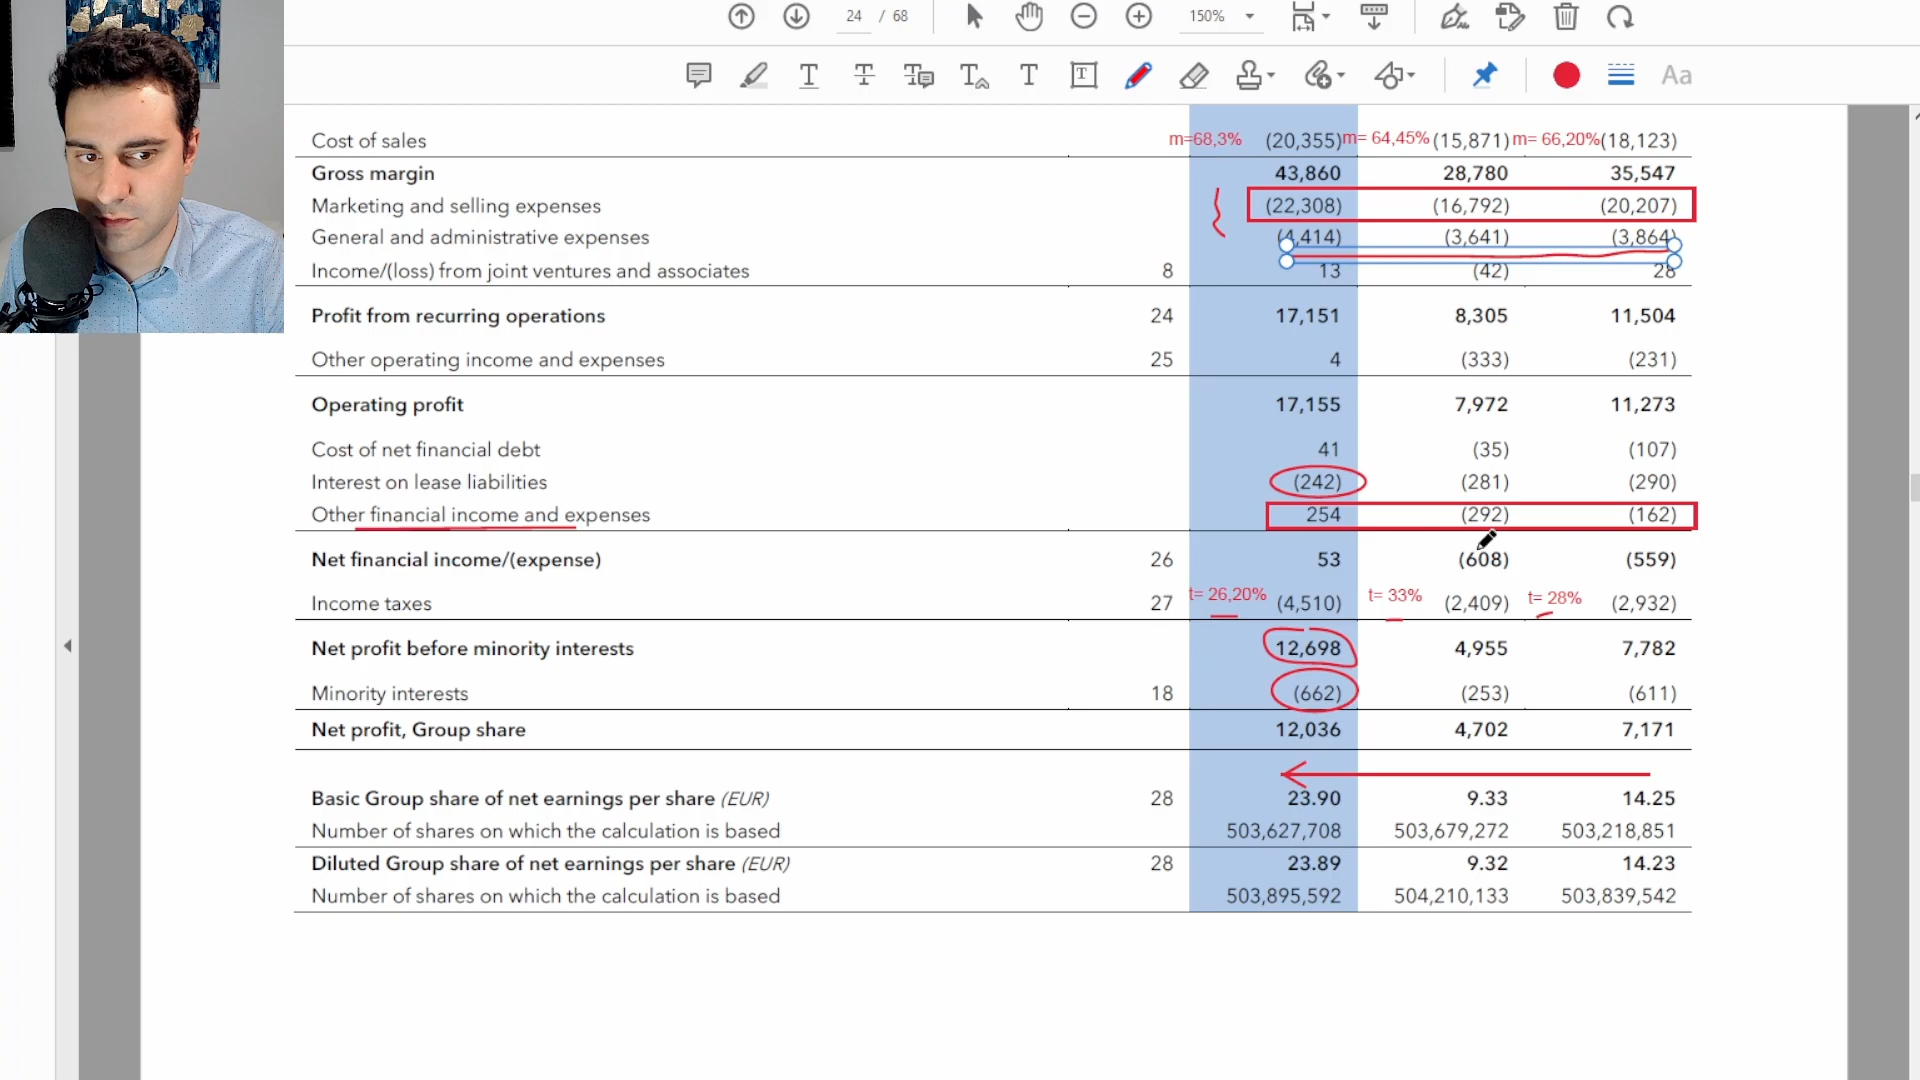 24 / 68 150%
T T T T T T Aa
Cost of sales m=68,3% (20,355) m= 64,45% (15,871) m= 66,20% (18,123)
Gross margin 43,860 28,780 35,547
Marketing and selling expenses (22,308) (16,792) (20,207)
General and administrative expenses (4,414) (3,641) (3,864)
Income/(loss) from joint ventures and associates 8 13 (42) 28
Profit from recurring operations 24 17,151 8,305 11,504
Other operating income and expenses 25 4 (333) (231)
Operating profit 17,155 7,972 11,273
Cost of net financial debt 41 (35) (107)
Interest on lease liabilities (242) (281) (290)
Other financial income and expenses 254 (292) (162)
Net financial income/(expense) 26 53 (608) (559)
Income taxes 27 t= 26,20% (4,510) t= 33% (2,409) t= 28% (2,932)
Net profit before minority interests 12,698 4,955 7,782
Minority interests 18 (662) (253) (611)
Net profit, Group share 12,036 4,702 7,171
Basic Group share of net earnings per share (EUR) 28 23.90 9.33 14.25
Number of shares on which the calculation is based 503,627,708 503,679,272 503,218,851
Diluted Group share of net earnings per share (EUR) 28 23.89 9.32 14.23
Number of shares on which the calculation is based 503,895,592 504,210,133 503,839,542